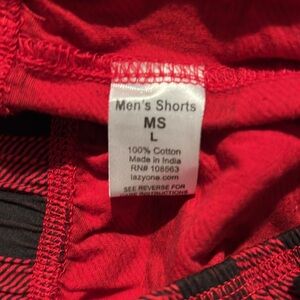 Men's Shorts
MS
L
100% Cotton
Made in India
RN# 108563
lazyone.com
SEE REVERSE FOR
CARE INSTRUCTIONS